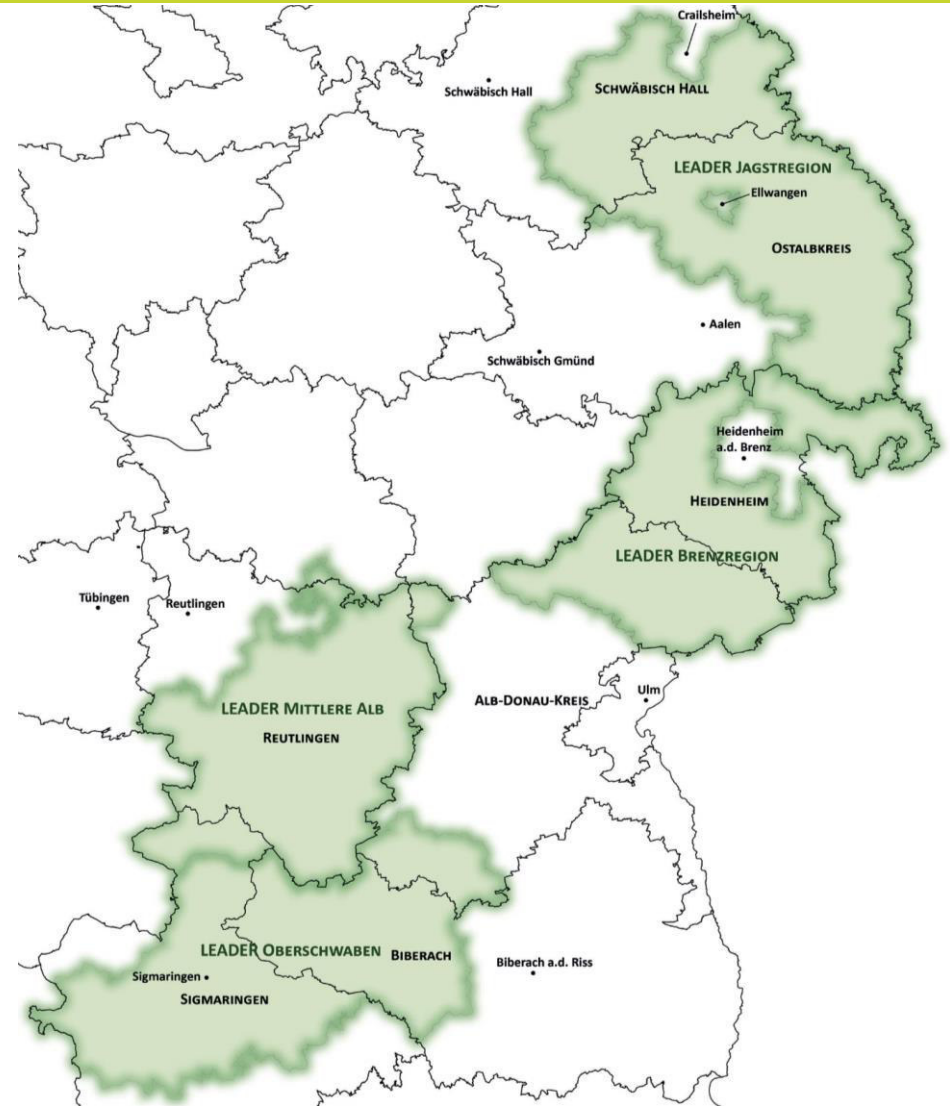 Crailsheim
Schwäbisch Hall
SCHWÄBISCH HALL
LEADER JAGSTREGION
Ellwangen
OSTALBKREIS
Aalen
Schwäbisch Gmünd
Heidenheim
a.d. Brenz
HEIDENHEIM
LEADER BRENZREGION
Tübingen
Reutlingen
ALB-DONAU-KREIS
Ulm
LEADER MITTLERE ALB
REUTLINGEN
LEADER OBERSCHWABEN
BIBERACH
Biberach a.d. Riss
Sigmaringen
SIGMARINGEN